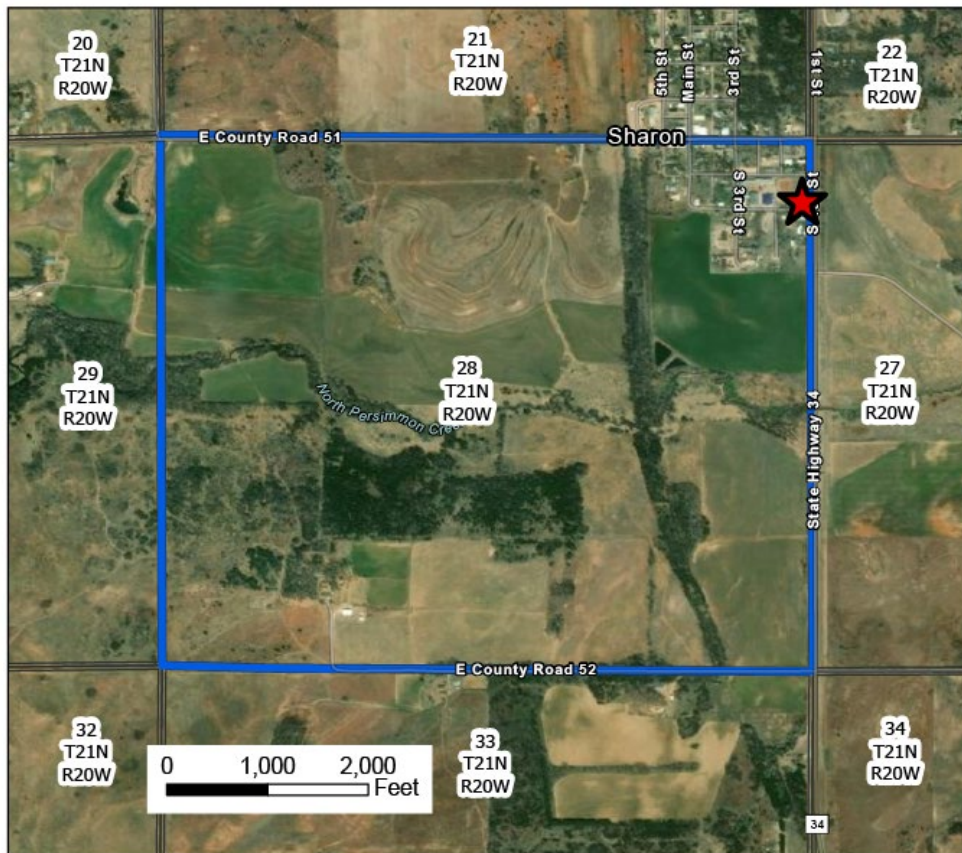 20
T21N
R20W
21
T21N
R20W
22
T21N
R20W
5th St
Main St
3rd St
1st St
E County Road 51
Sharon
S 3rd St
S
St
29
T21N
R20W
28
T21N
R20W
27
T21N
R20W
North Persimmon
State Highway 34
E County Road 52
32
T21N
R20W
33
T21N
R20W
34
T21N
R20W
0 1,000 2,000
Feet
34